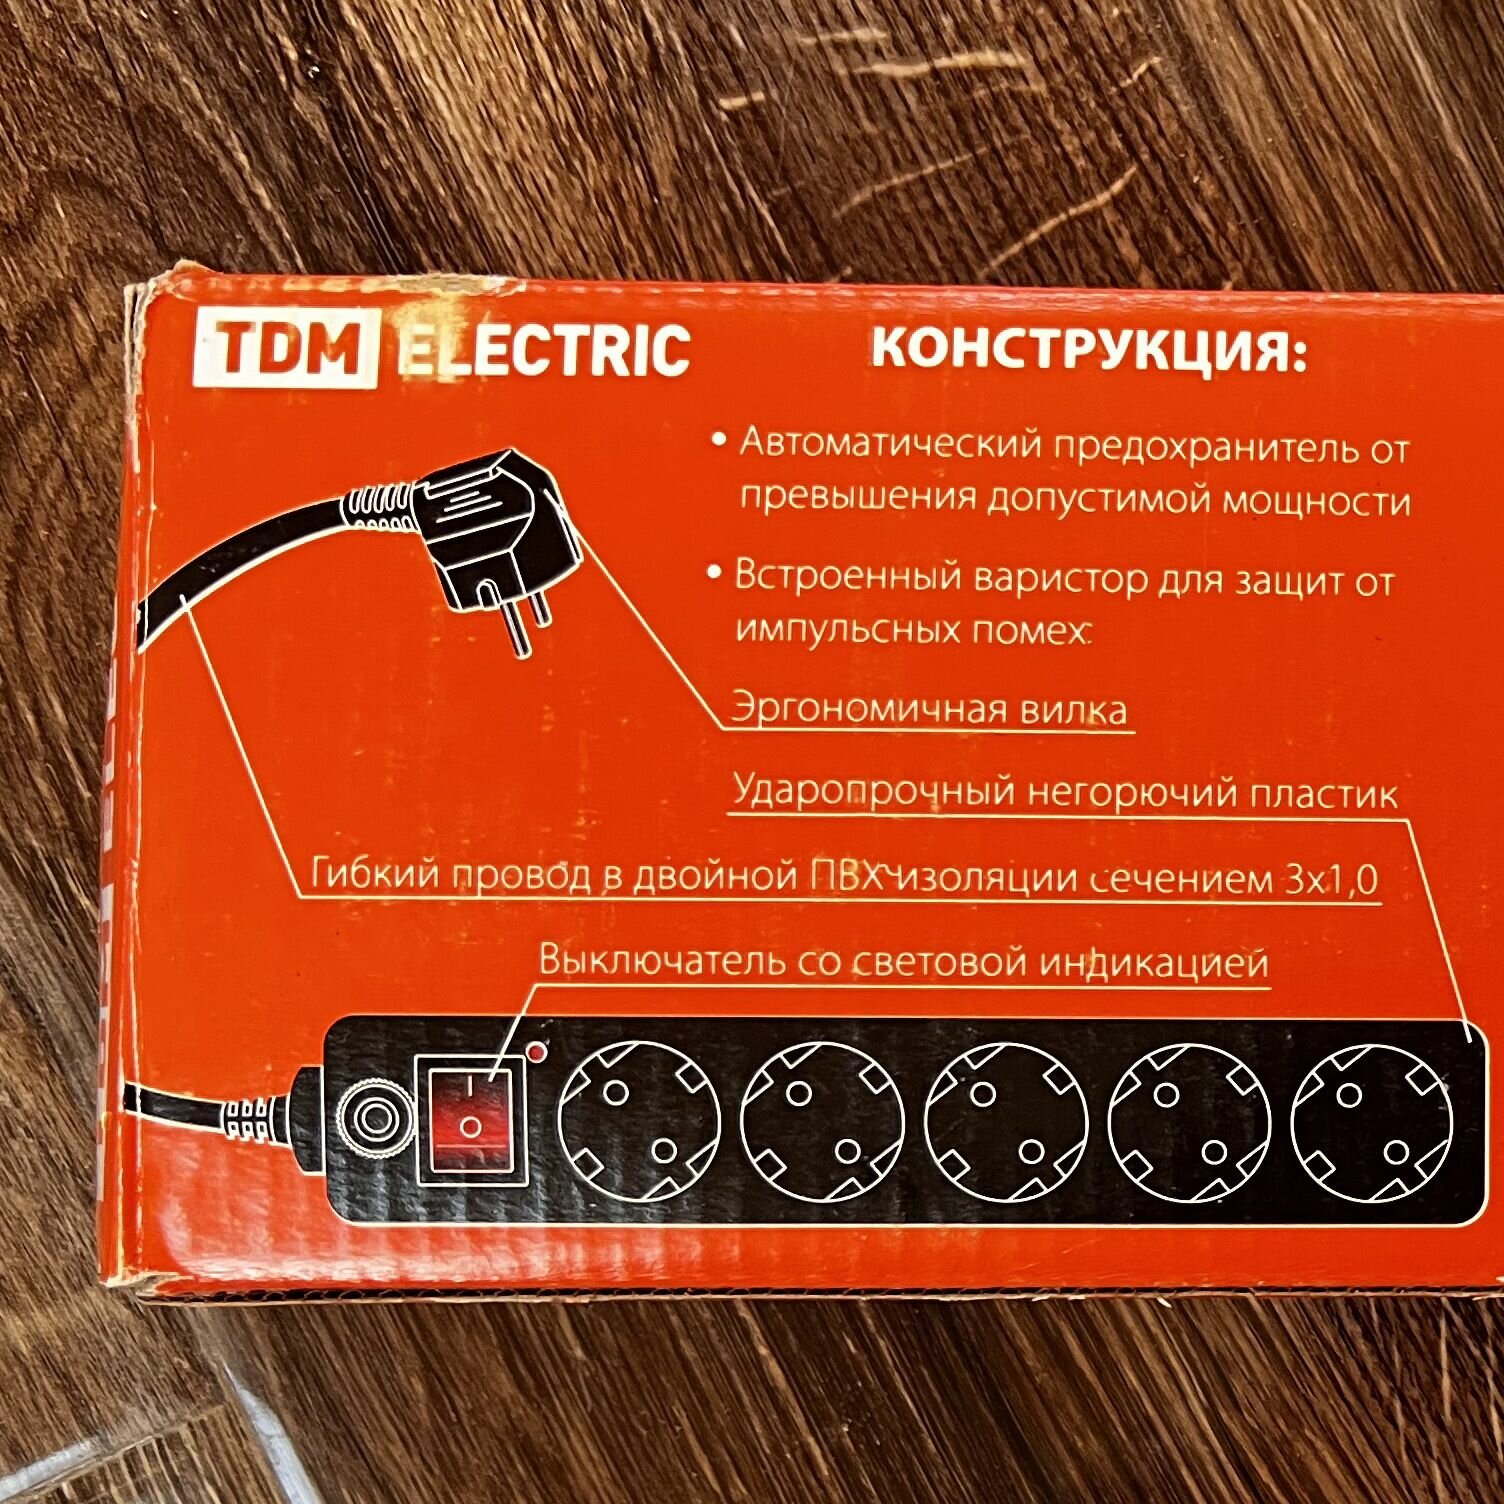 TDM ELECTRIC
КОНСТРУКЦИЯ:
• Автоматический предохранитель от
превышения допустимой мощности
• Встроенный варистор для защит от
импульсных помех
Эргономичная вилка
Ударопрочный негорючий пластик
Гибкий провод в двойной ПВХ изоляции сечением 3x1,0
Выключатель со световой индикацией